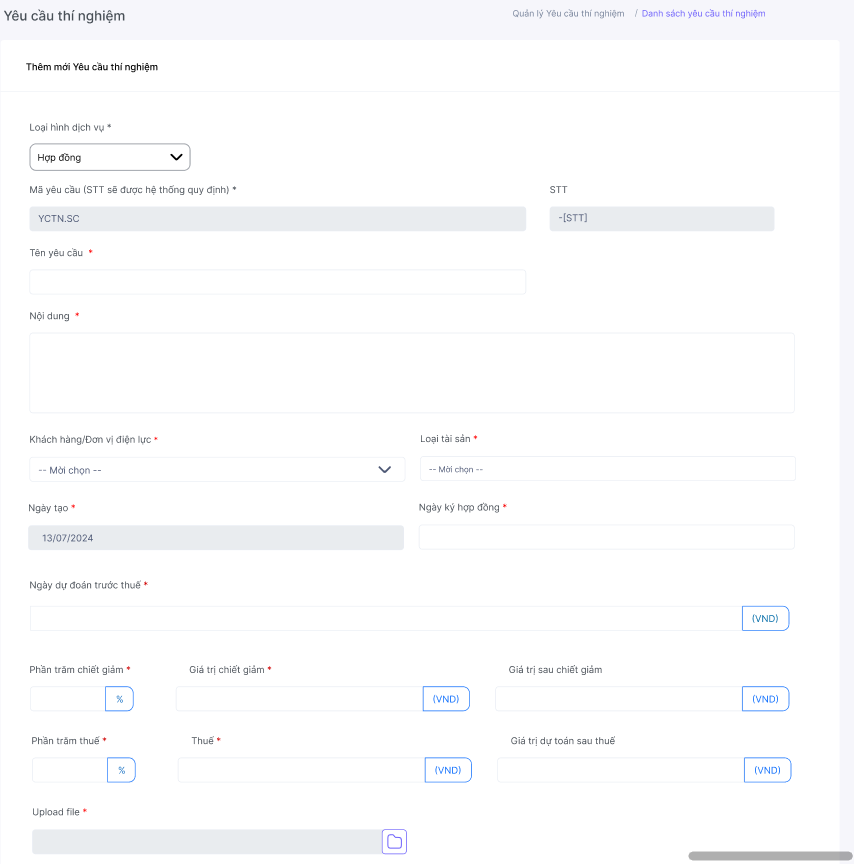 Yêu cầu thí nghiệm
Quản lý Yêu cầu thí nghiệm / Danh sách yêu cầu thí nghiệm
Thêm mới Yêu cầu thí nghiệm
Loại hình dịch vụ *
Hợp đồng
Mã yêu cầu (STT sẽ được hệ thống quy định) * STT
YCTN.SC -[STT]
Tên yêu cầu *
Nội dung *
Khách hàng/Đơn vị điện lực * Loại tài sản *
-- Mời chọn -- -- Mời chọn --
Ngày tạo * Ngày ký hợp đồng *
13/07/2024
Ngày dự đoán trước thuế *
(VND)
Phần trăm chiết giảm * Giá trị chiết giảm * Giá trị sau chiết giảm
% (VND) (VND)
Phần trăm thuế * Thuế * Giá trị dự toán sau thuế
% (VND) (VND)
Upload file *